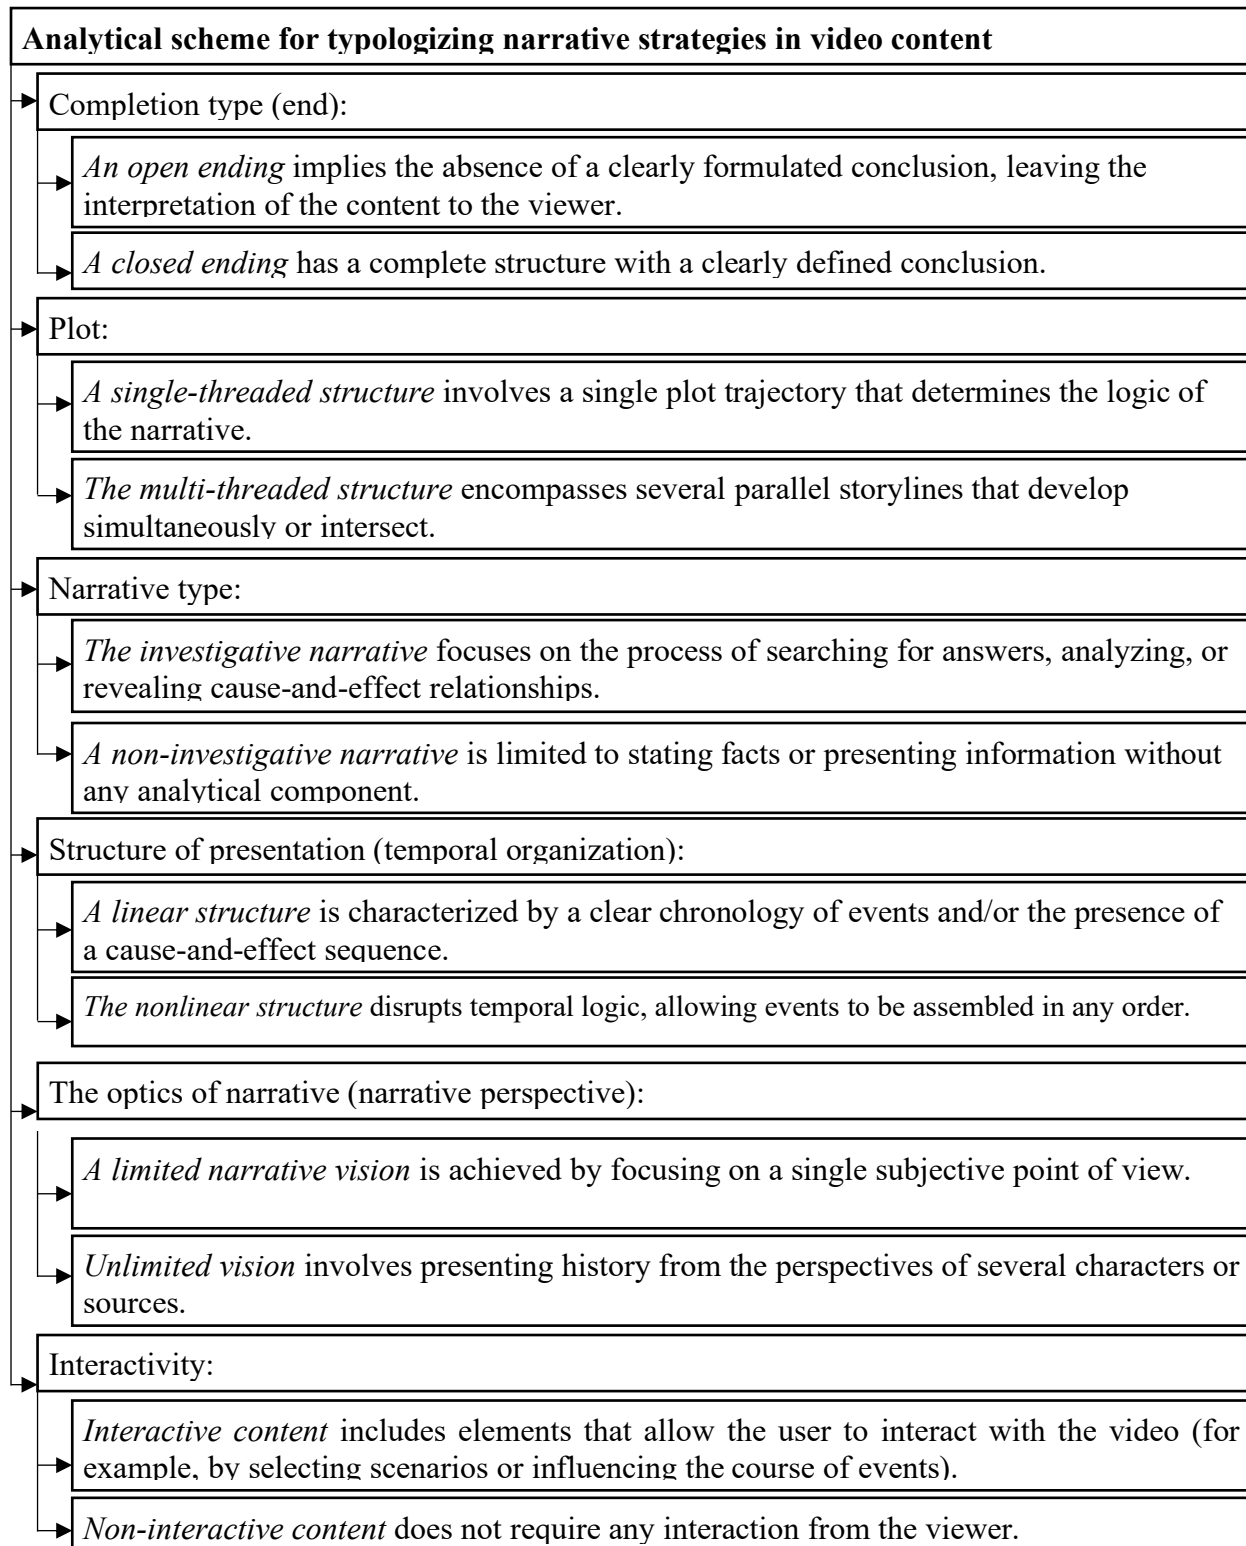 Analytical scheme for typologizing narrative strategies in video content
Completion type (end):
An open ending implies the absence of a clearly formulated conclusion, leaving the
interpretation of the content to the viewer.
A closed ending has a complete structure with a clearly defined conclusion.
Plot:
A single-threaded structure involves a single plot trajectory that determines the logic of
the narrative.
The multi-threaded structure encompasses several parallel storylines that develop
simultaneously or intersect.
Narrative type:
The investigative narrative focuses on the process of searching for answers, analyzing, or
revealing cause-and-effect relationships.
A non-investigative narrative is limited to stating facts or presenting information without
any analytical component.
Structure of presentation (temporal organization):
A linear structure is characterized by a clear chronology of events and/or the presence of
a cause-and-effect sequence.
The nonlinear structure disrupts temporal logic, allowing events to be assembled in any order.
The optics of narrative (narrative perspective):
A limited narrative vision is achieved by focusing on a single subjective point of view.
Unlimited vision involves presenting history from the perspectives of several characters or
sources.
Interactivity:
Interactive content includes elements that allow the user to interact with the video (for
example, by selecting scenarios or influencing the course of events).
Non-interactive content does not require any interaction from the viewer.